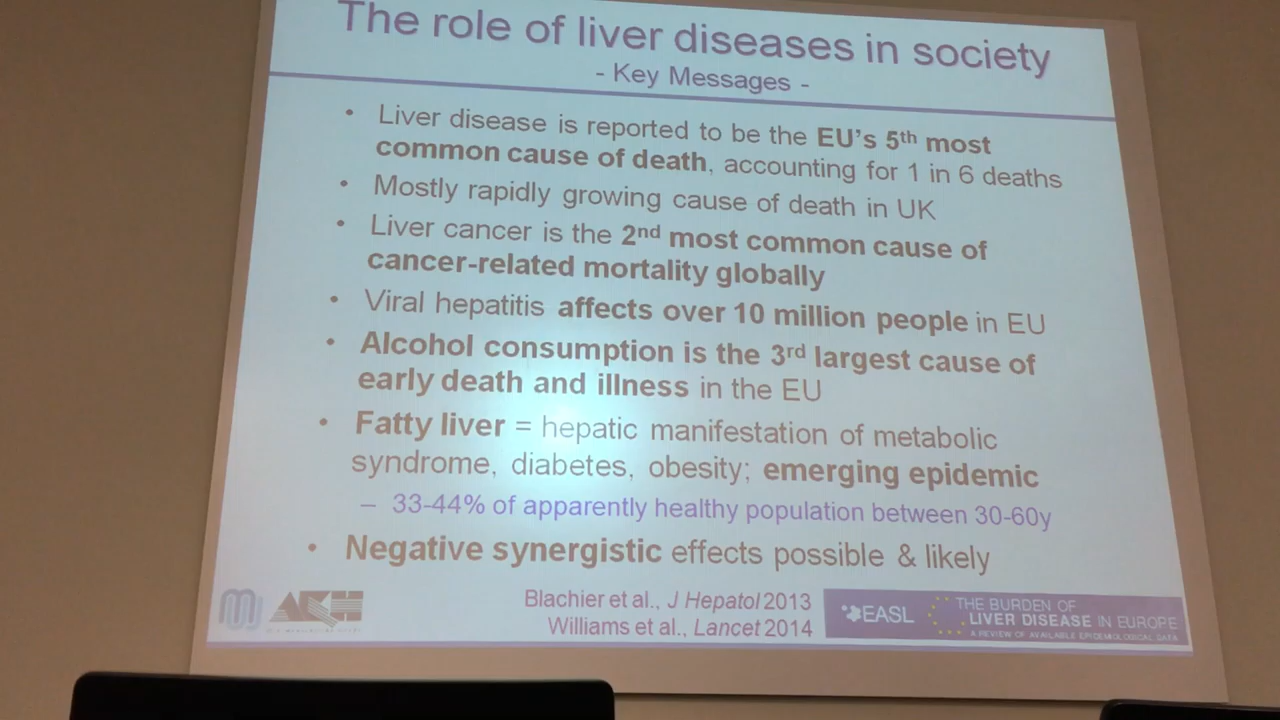 The role of liver diseases in society
- Key Messages -
• Liver disease is reported to be the EU's 5th most
common cause of death, accounting for 1 in 6 deaths
• Mostly rapidly growing cause of death in UK
• Liver cancer is the 2nd most common cause of
cancer-related mortality globally
• Viral hepatitis affects over 10 million people in EU
• Alcohol consumption is the 3rd largest cause of
early death and illness in the EU
• Fatty liver = hepatic manifestation of metabolic
syndrome, diabetes, obesity; emerging epidemic
– 33-44% of apparently healthy population between 30-60y
• Negative synergistic effects possible & likely
Blachier et al., J Hepatol 2013
Williams et al., Lancet 2014
AKH
EASL
THE BURDEN OF
LIVER DISEASE IN EUROPE
A REVIEW OF AVAILABLE EPIDEMIOLOGICAL DATA